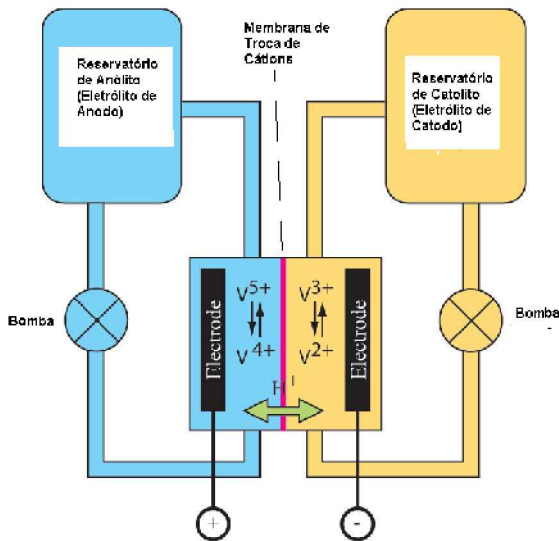 Membrana de
Troca de
Cátions
Reservatório
de Anólito
(Eletrólito de
Anodo)
Reservatório
de Catolito
(Eletrólito de
Catodo)
Bomba
Bomba
Electrode
V5+
V4+
V3+
V2+
Electrode
H+
+
-